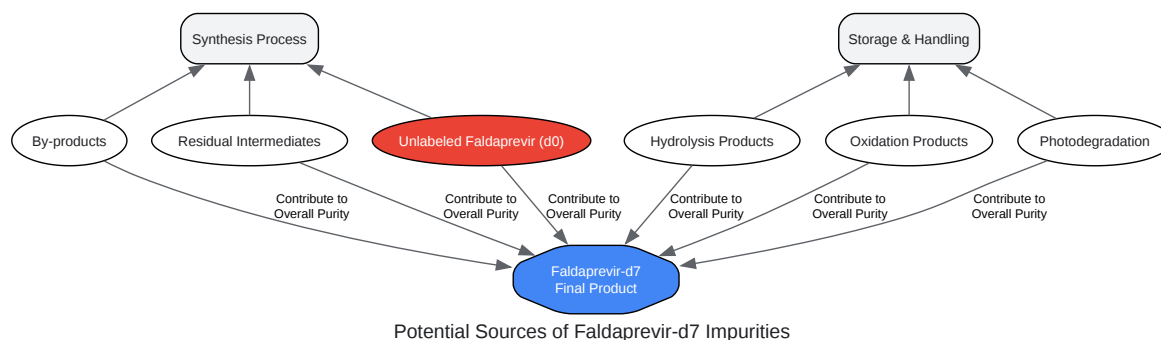 Synthesis Process
Storage & Handling
By-products
Residual Intermediates
Unlabeled Faldaprevir (d0)
Hydrolysis Products
Oxidation Products
Photodegradation
Contribute to
Overall Purity
Contribute to
Overall Purity
Contribute to
Overall Purity
Contribute to
Overall Purity
Contribute to
Overall Purity
Contribute to
Overall Purity
Faldaprevir-d7
Final Product
Potential Sources of Faldaprevir-d7 Impurities